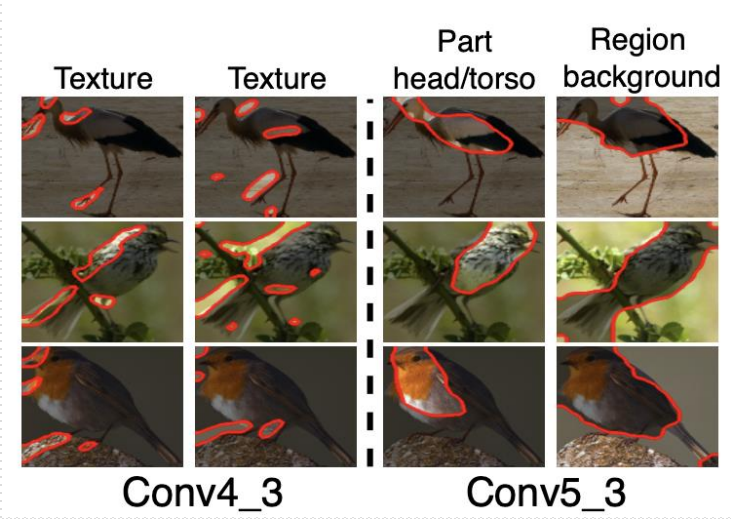 Texture
Texture
Part
head/torso
Region
background
Conv4_3
Conv5_3